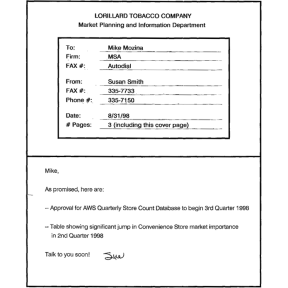 LORILLARD TOBACCO COMPANY
Market Planning and Information Department
To: Mike Mozina
Firm: MSA
FAX #: Autodist
From: Susan Smith
FAX #: 335-7733
Phone #: 335-7150
Date: 8/31/98
# Pages: 3 (including this cover page)
Mike,
As promised, here are:
– Approval for AWS Quarterly Store Count Database to begin 3rd Quarter 1998
– Table showing significant jump in Convenience Store market importance
in 2nd Quarter 1998
Talk to you soon! Sue